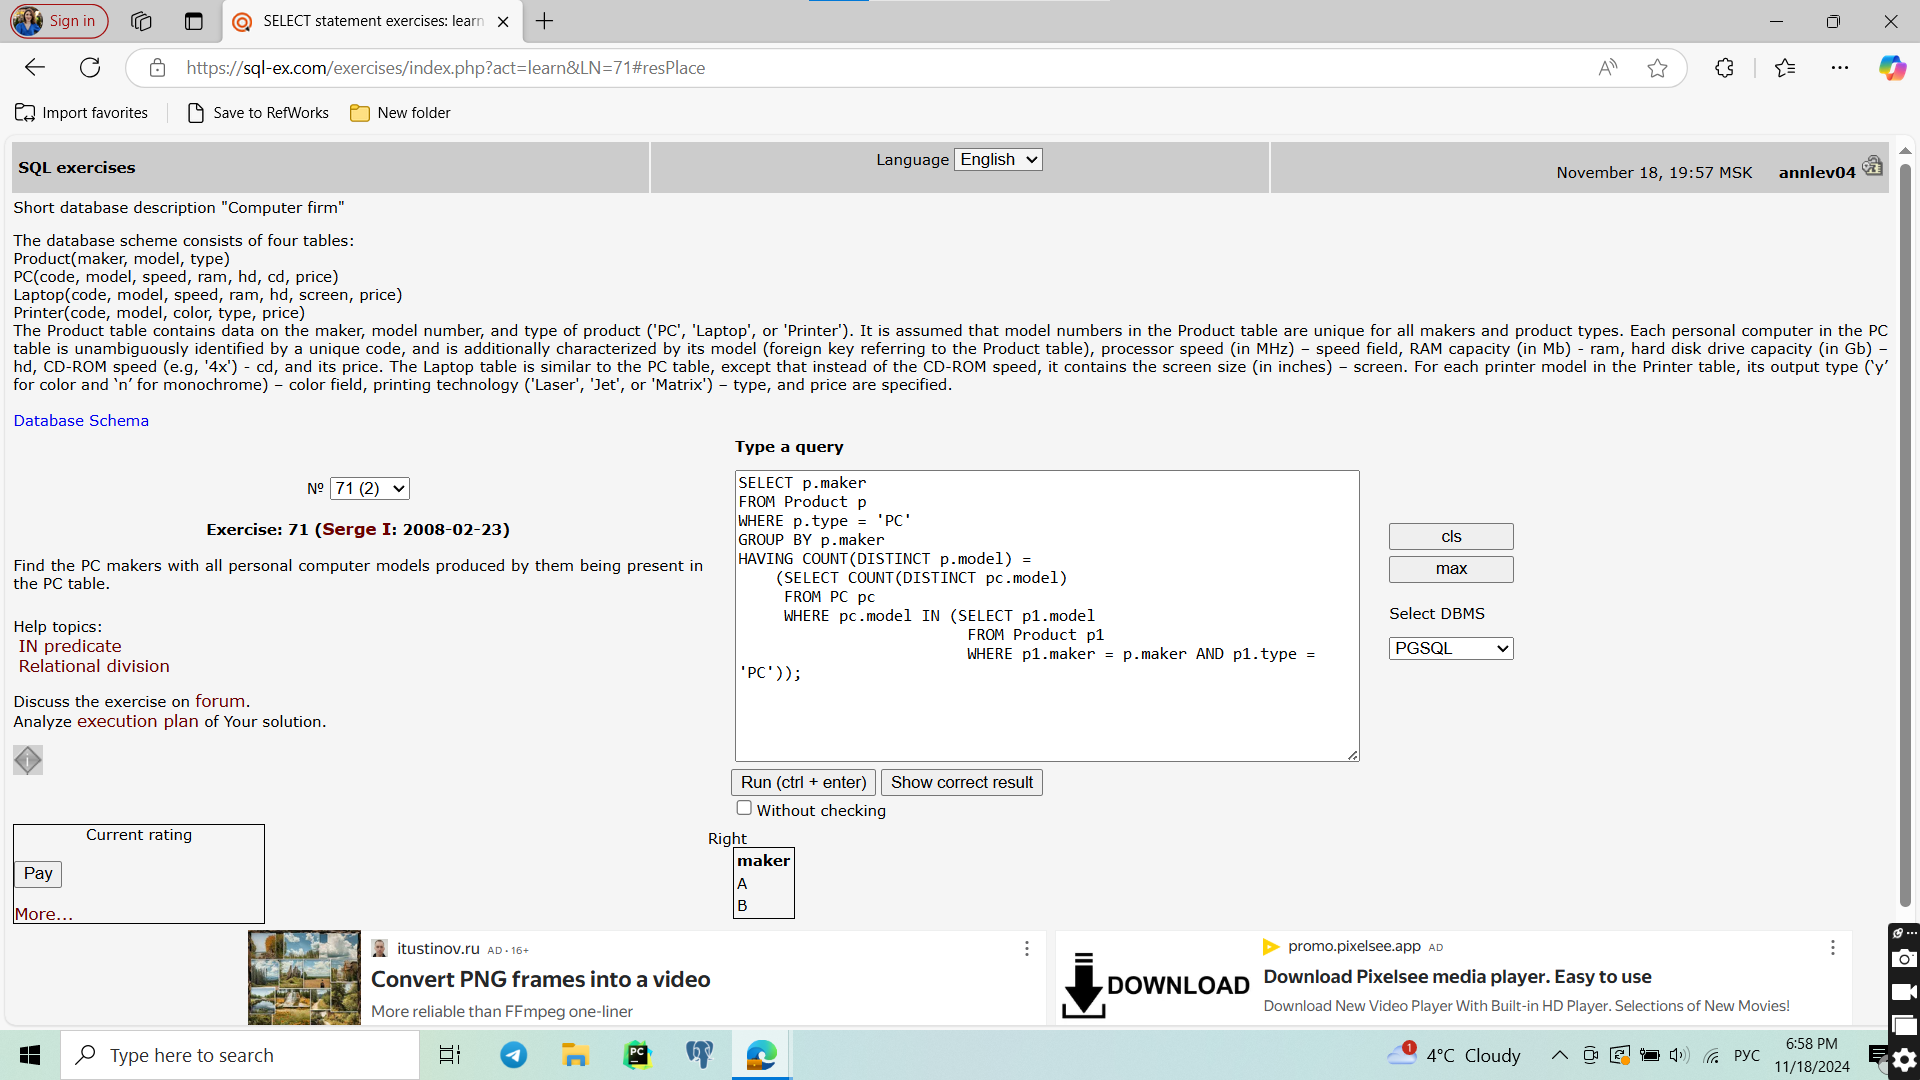 Sign in
SELECT statement exercises: learn
https://sql-ex.com/exercises/index.php?act=learn&LN=71#resPlace
Import favorites
Save to RefWorks
New folder
SQL exercises
Language English
November 18, 19:57 MSK annlev04
Short database description "Computer firm"
The database scheme consists of four tables:
Product(maker, model, type)
PC(code, model, speed, ram, hd, cd, price)
Laptop(code, model, speed, ram, hd, screen, price)
Printer(code, model, color, type, price)
The Product table contains data on the maker, model number, and type of product ('PC', 'Laptop', or 'Printer'). It is assumed that model numbers in the Product table are unique for all makers and product types. Each personal computer in the PC
table is unambiguously identified by a unique code, and is additionally characterized by its model (foreign key referring to the Product table), processor speed (in MHz) – speed field, RAM capacity (in Mb) - ram, hard disk drive capacity (in Gb) –
hd, CD-ROM speed (e.g, '4x') - cd, and its price. The Laptop table is similar to the PC table, except that instead of the CD-ROM speed, it contains the screen size (in inches) – screen. For each printer model in the Printer table, its output type (‘y’
for color and ‘n’ for monochrome) – color field, printing technology ('Laser', 'Jet', or 'Matrix') – type, and price are specified.
Database Schema
№ 71 (2)
Exercise: 71 (Serge I: 2008-02-23)
Find the PC makers with all personal computer models produced by them being present in
the PC table.
Help topics:
IN predicate
Relational division
Discuss the exercise on forum.
Analyze execution plan of Your solution.
Current rating
Pay
More...
Type a query
SELECT p.maker
FROM Product p
WHERE p.type = 'PC'
GROUP BY p.maker
HAVING COUNT(DISTINCT p.model) =
(SELECT COUNT(DISTINCT pc.model)
FROM PC pc
WHERE pc.model IN (SELECT p1.model
FROM Product p1
WHERE p1.maker = p.maker AND p1.type =
'PC'));
cls
max
Select DBMS
PGSQL
Run (ctrl + enter)
Show correct result
Without checking
Right
maker
A
B
itustinov.ru AD • 16+
Convert PNG frames into a video
More reliable than FFmpeg one-liner
DOWNLOAD
promo.pixelsee.app AD
Download Pixelsee media player. Easy to use
Download New Video Player With Built-in HD Player. Selections of New Movies!
Type here to search
PC
1
4°C Cloudy
РУС
6:58 PM
11/18/2024